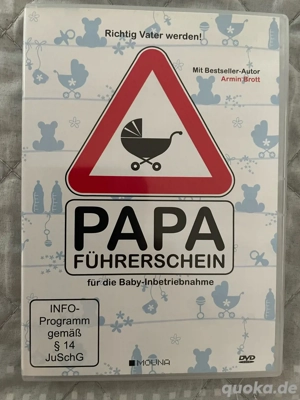 Richtig Vater werden!
Mit Bestseller-Autor
Armin Brott
PAPA
FÜHRERSCHEIN
für die Baby-Inbetriebnahme
INFO-
Programm
gemäß
§ 14
JuSchG
MOUNA
DVD
quoka.de